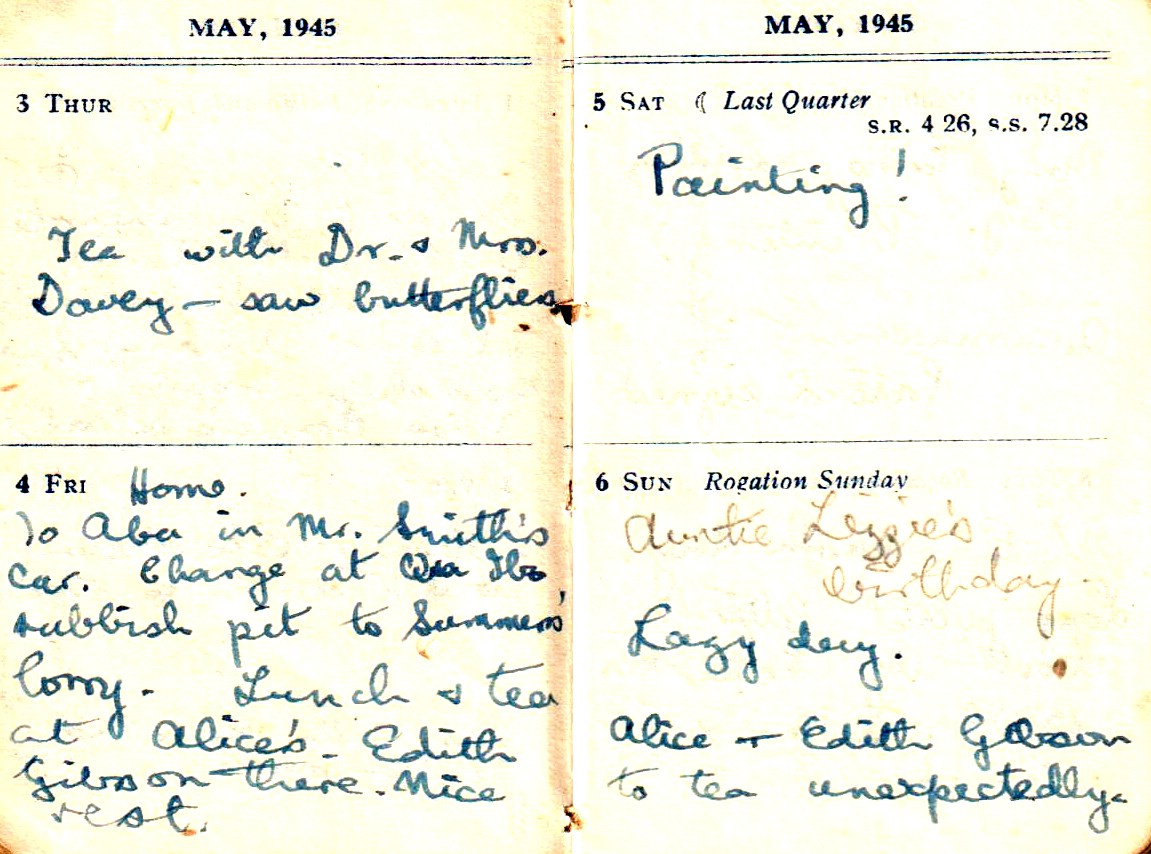 MAY, 1945
3 THUR
Tea with Dr. & Mrs.
Davey — saw butterflies
4 FRI Home.
To Aba in Mr. Smith's
car. Change at Qua Ibo
rubbish pit to Summers'
lorry. Lunch & tea
at Alice's. Edith
Gibson there. Nice
rest.
MAY, 1945
5 SAT ☾ Last Quarter
S.R. 4 26, S.S. 7.28
Painting!
6 SUN Rogation Sunday
Auntie Lizzie's
birthday.
Lazy day.
Alice + Edith Gibson
to tea unexpectedly.